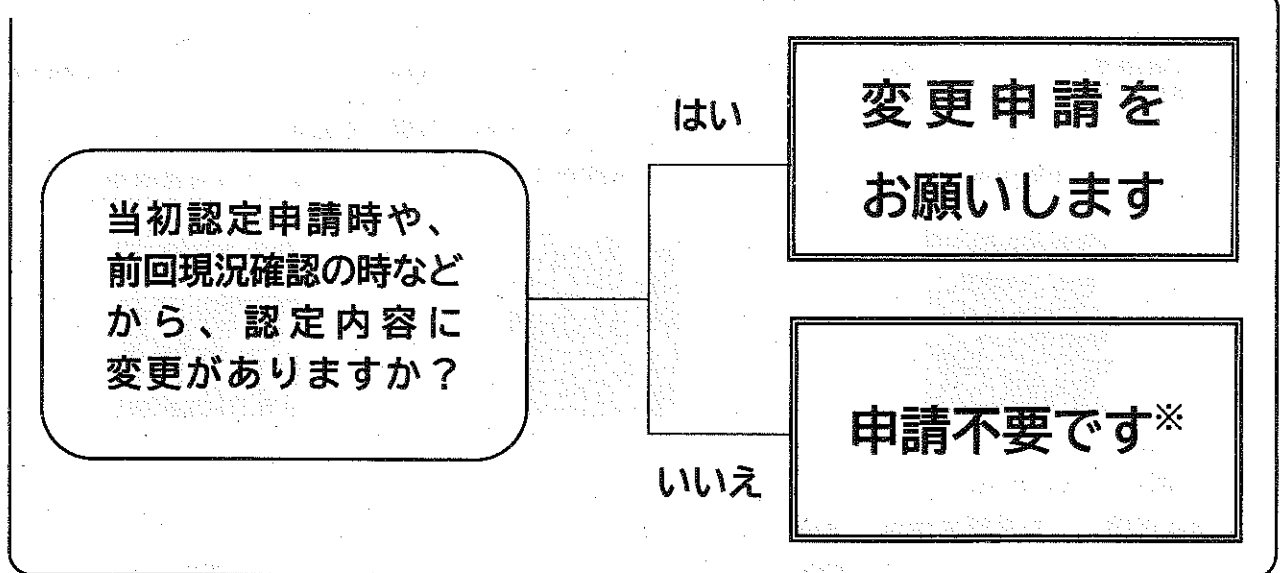 当初認定申請時や、
前回現況確認の時など
から、認定内容に
変更がありますか？
はい
変更申請を
お願いします
いいえ
申請不要です※